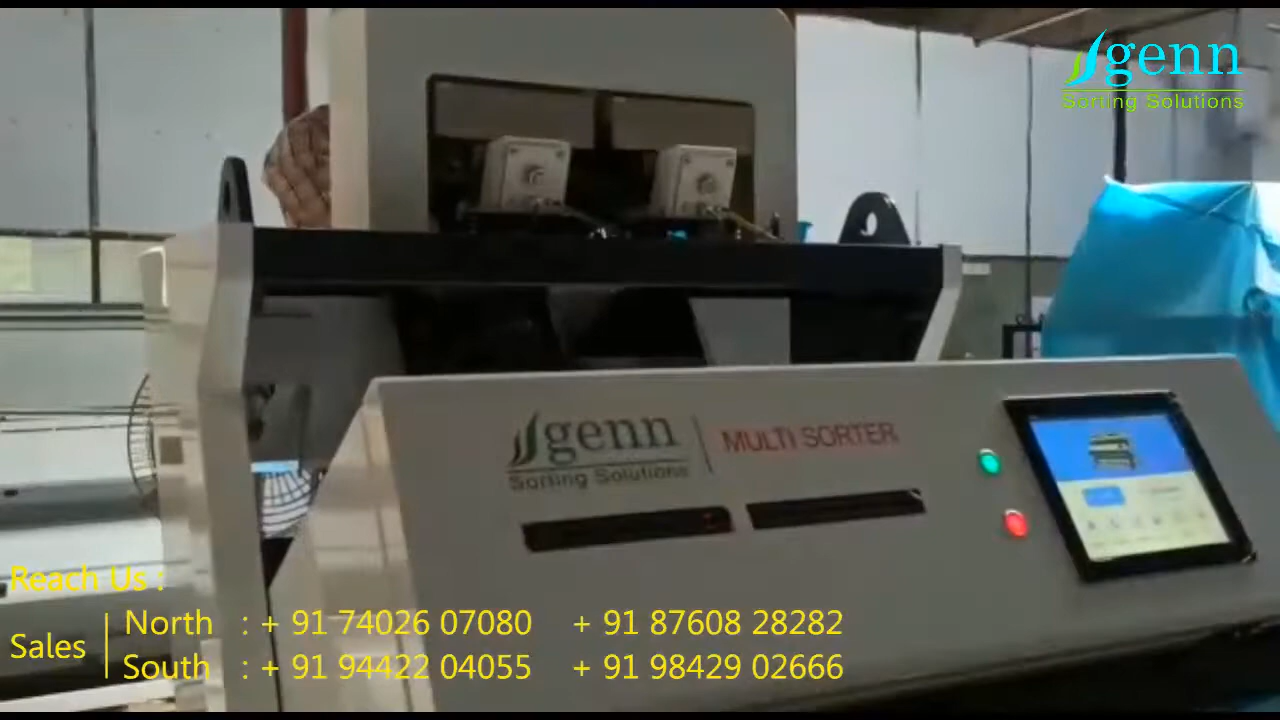 genn
Sorting Solutions
genn
Sorting Solutions
MULTI SORTER
Reach Us :
Sales
North : + 91 74026 07080 + 91 87608 28282
South : + 91 94422 04055 + 91 98429 02666